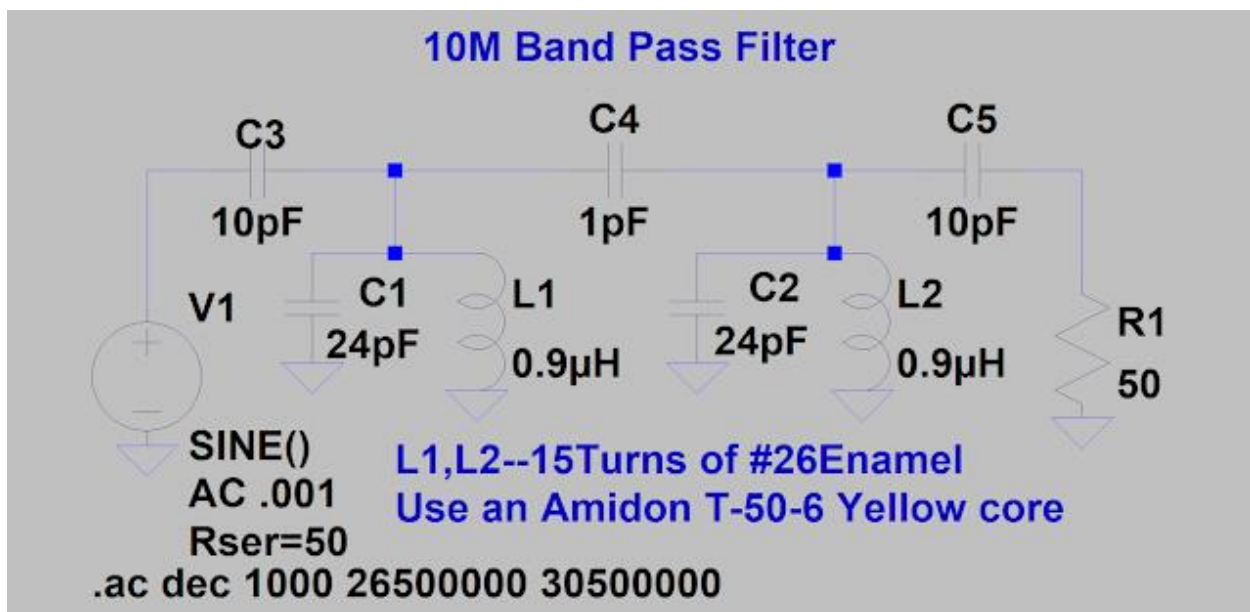 10M Band Pass Filter
C3
C4
C5
10pF
1pF
10pF
V1
C1
L1
C2
L2
R1
24pF
0.9µH
24pF
0.9µH
50
SINE()
AC .001
Rser=50
L1,L2--15Turns of #26Enamel
Use an Amidon T-50-6 Yellow core
.ac dec 1000 26500000 30500000